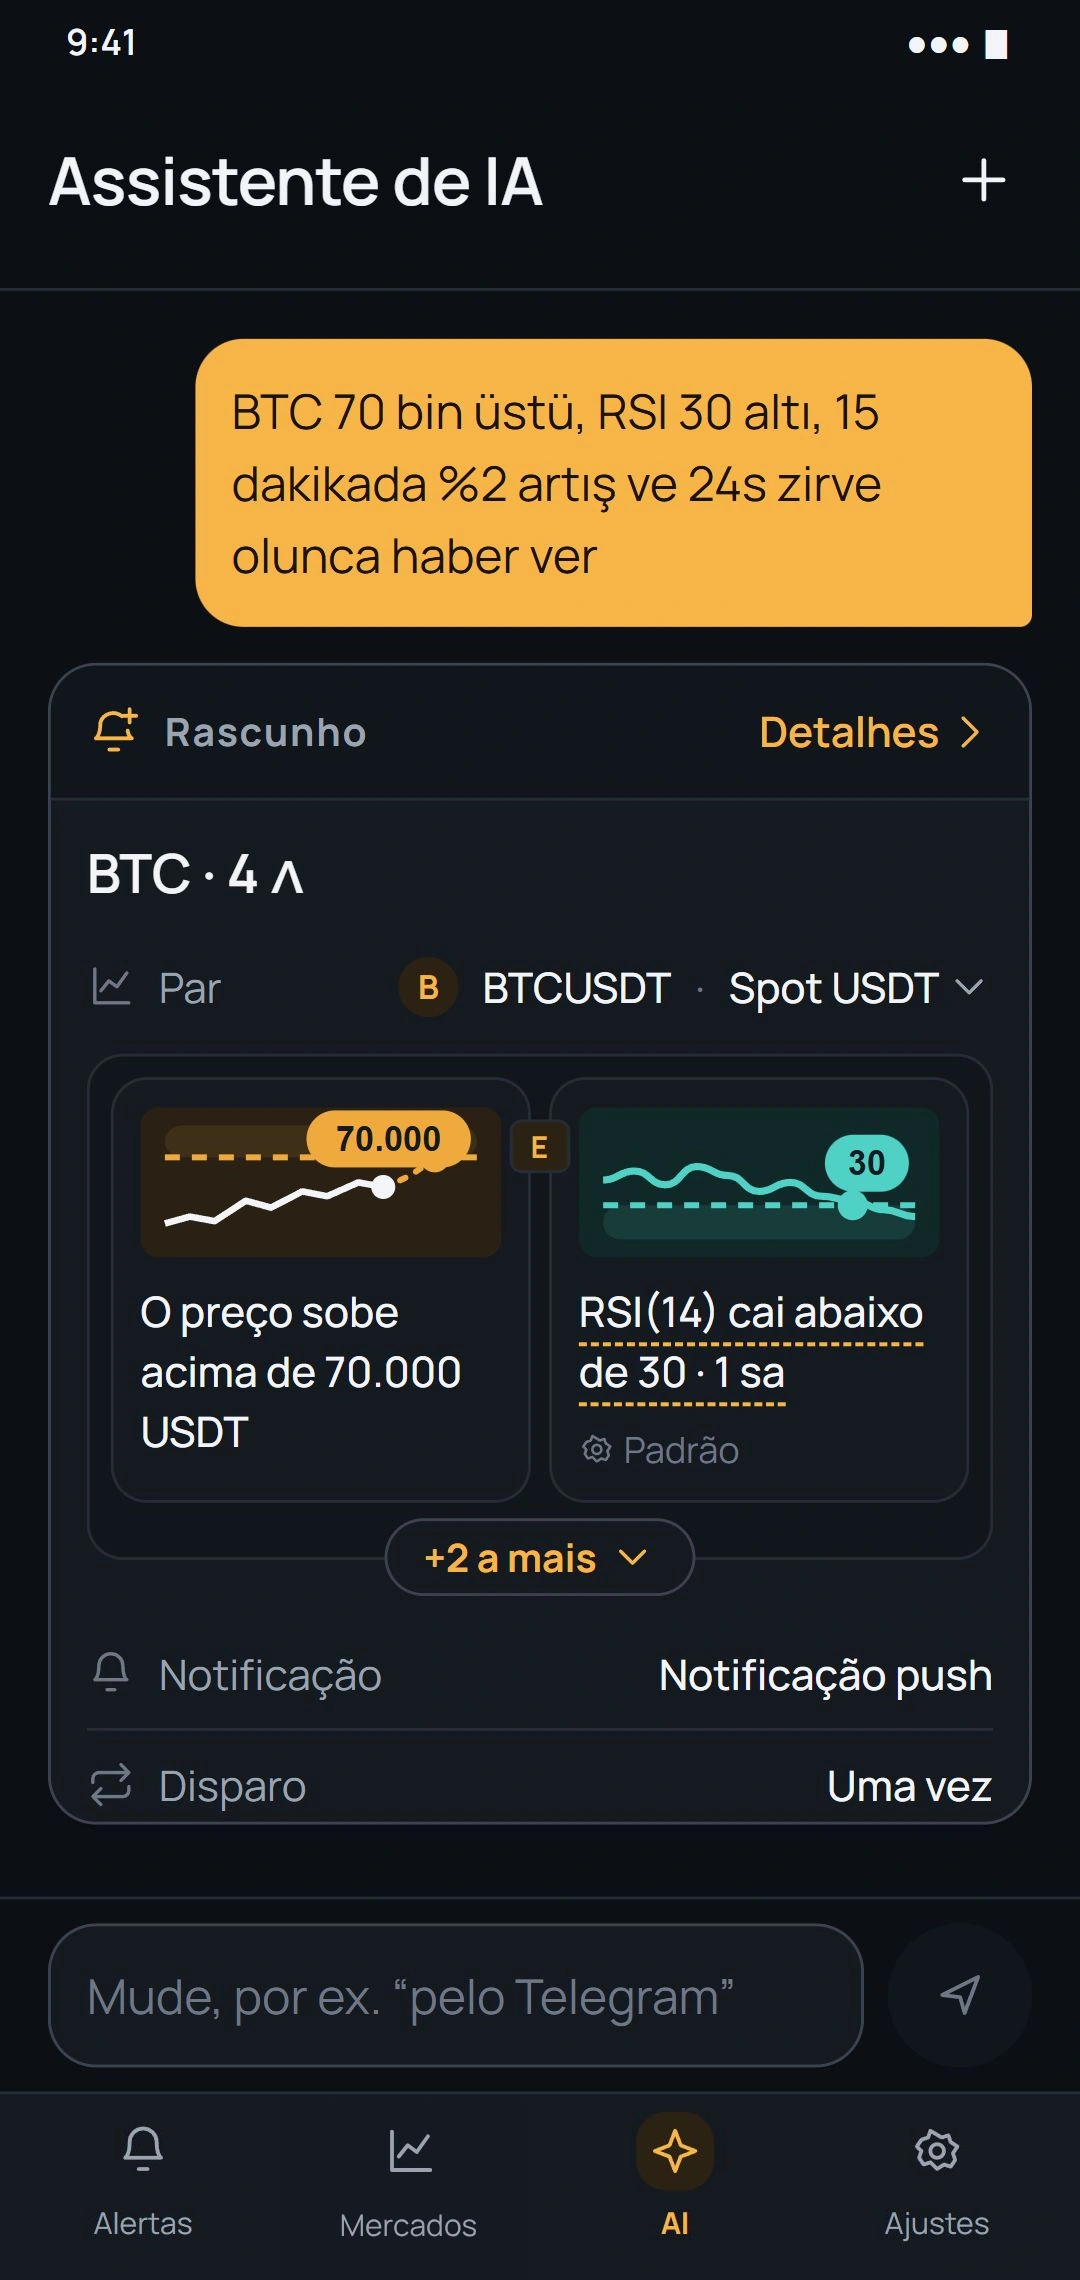 9:41
Assistente de IA
BTC 70 bin üstü, RSI 30 altı, 15
dakikada %2 artış ve 24s zirve
olunca haber ver
Rascunho
Detalhes
BTC · 4 ∧
Par
B BTCUSDT · Spot USDT
70.000
E
30
O preço sobe
acima de 70.000
USDT
RSI(14) cai abaixo
de 30 · 1 sa
Padrão
+2 a mais
Notificação
Notificação push
Disparo
Uma vez
Mude, por ex. “pelo Telegram”
Alertas
Mercados
AI
Ajustes